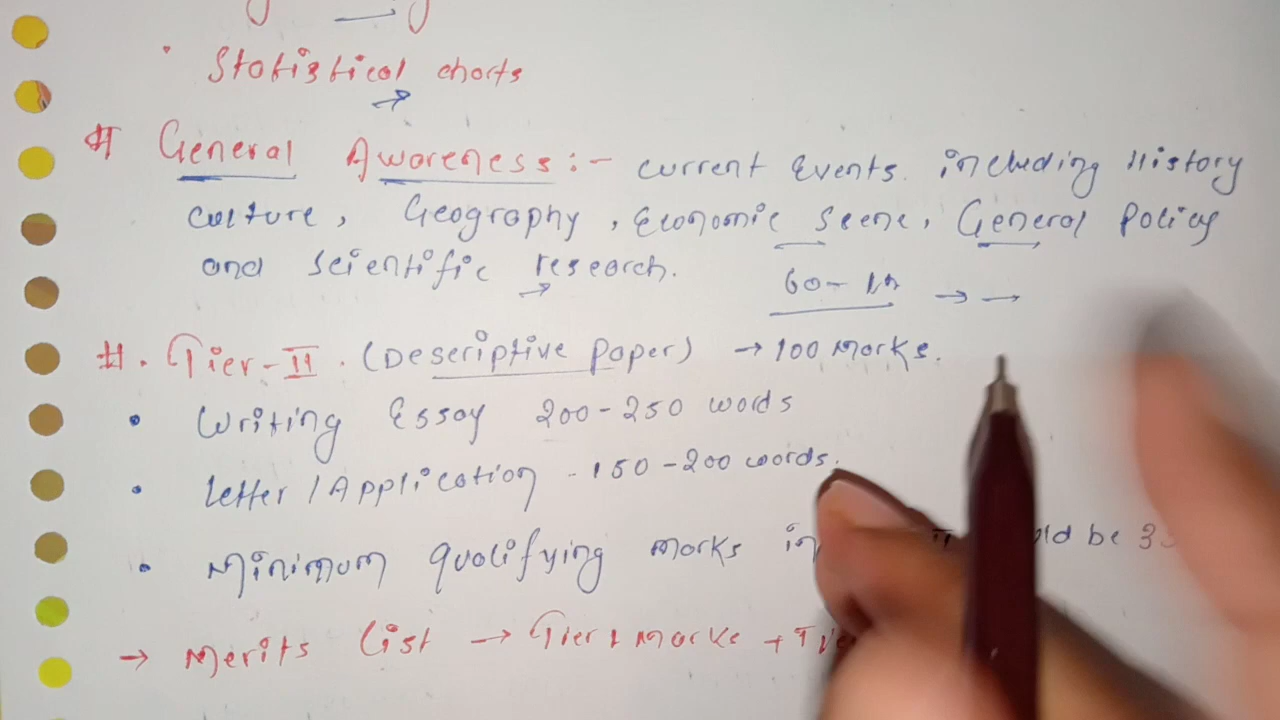 • Statistical charts
# General Awareness :- current Events. including History
culture, Geography, Economic Scene, General Policy
and scientific research.
60-
#. Tier-II. (Descriptive Paper) → 100 Marks.
• Writing Essay 200-250 words
• Letter / Application - 150-200 words.
• Minimum qualifying marks in be
→ Merits list → Tier 1 Marks +